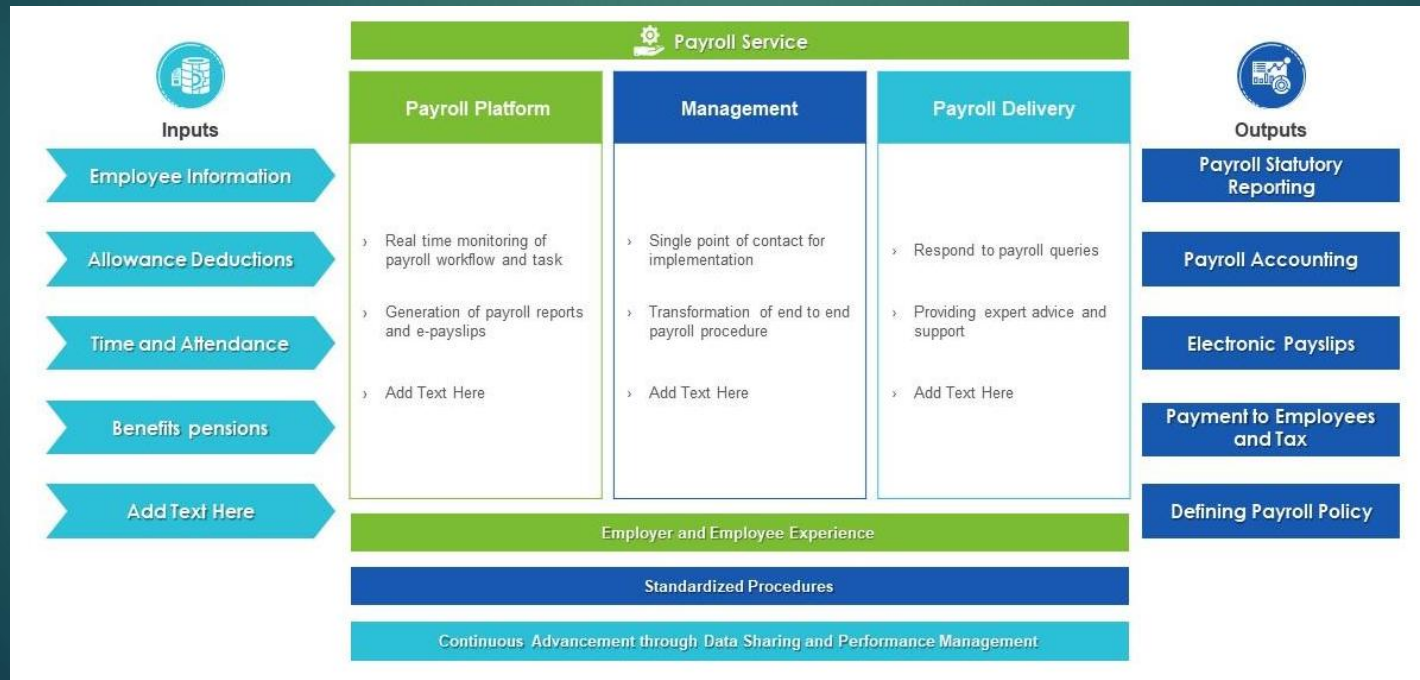 Payroll Service
Inputs
Employee Information
Allowance Deductions
Time and Attendance
Benefits pensions
Add Text Here
Payroll Platform
› Real time monitoring of
payroll workflow and task
› Generation of payroll reports
and e-payslips
› Add Text Here
Management
› Single point of contact for
implementation
› Transformation of end to end
payroll procedure
› Add Text Here
Payroll Delivery
› Respond to payroll queries
› Providing expert advice and
support
› Add Text Here
Employer and Employee Experience
Standardized Procedures
Continuous Advancement through Data Sharing and Performance Management
Outputs
Payroll Statutory
Reporting
Payroll Accounting
Electronic Payslips
Payment to Employees
and Tax
Defining Payroll Policy